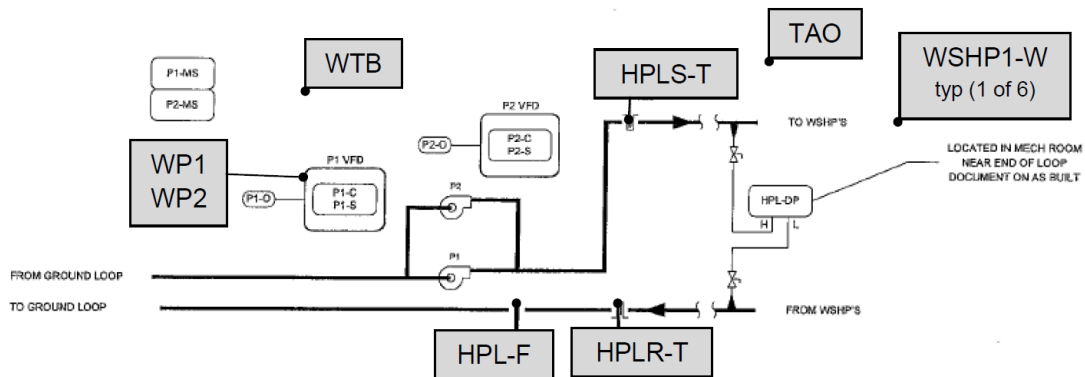 WTB
TAO
HPLS-T
WSHP1-W
typ (1 of 6)
P1-MS
P2-MS
P2 VFD
P2-O
P2-C
P2-S
TO WSHP'S
LOCATED IN MECH ROOM
NEAR END OF LOOP
DOCUMENT ON AS BUILT
WP1
WP2
P1 VFD
P1-O
P1-C
P1-S
P2
HPL-DP
H L
P1
FROM GROUND LOOP
TO GROUND LOOP
FROM WSHP'S
HPL-F
HPLR-T